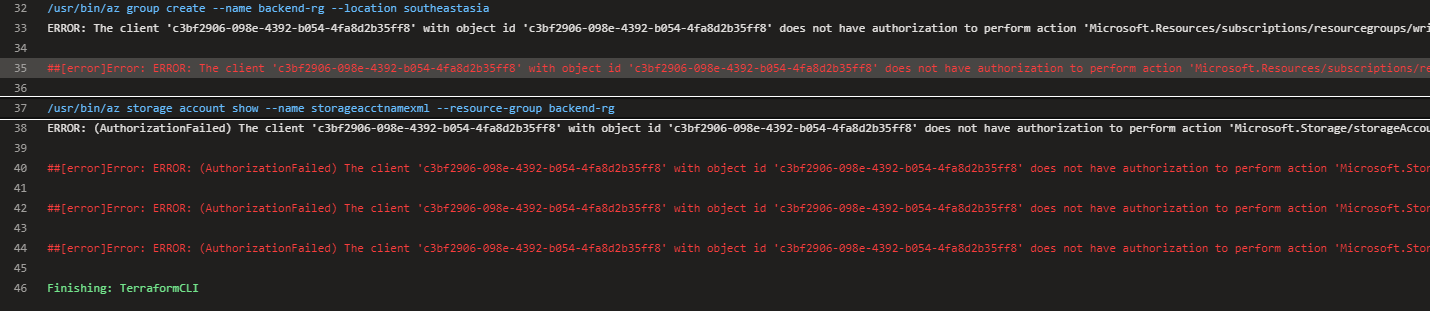 32 /usr/bin/az group create --name backend-rg --location southeastasia
33 ERROR: The client 'c3bf2906-098e-4392-b054-4fa8d2b35ff8' with object id 'c3bf2906-098e-4392-b054-4fa8d2b35ff8' does not have authorization to perform action 'Microsoft.Resources/subscriptions/resourcegroups/wri
34
35 ##[error]Error: ERROR: The client 'c3bf2906-098e-4392-b054-4fa8d2b35ff8' with object id 'c3bf2906-098e-4392-b054-4fa8d2b35ff8' does not have authorization to perform action 'Microsoft.Resources/subscriptions/re
36
37 /usr/bin/az storage account show --name storageacctnamexml --resource-group backend-rg
38 ERROR: (AuthorizationFailed) The client 'c3bf2906-098e-4392-b054-4fa8d2b35ff8' with object id 'c3bf2906-098e-4392-b054-4fa8d2b35ff8' does not have authorization to perform action 'Microsoft.Storage/storageAccou
39
40 ##[error]Error: ERROR: (AuthorizationFailed) The client 'c3bf2906-098e-4392-b054-4fa8d2b35ff8' with object id 'c3bf2906-098e-4392-b054-4fa8d2b35ff8' does not have authorization to perform action 'Microsoft.Stor
41
42 ##[error]Error: ERROR: (AuthorizationFailed) The client 'c3bf2906-098e-4392-b054-4fa8d2b35ff8' with object id 'c3bf2906-098e-4392-b054-4fa8d2b35ff8' does not have authorization to perform action 'Microsoft.Stor
43
44 ##[error]Error: ERROR: (AuthorizationFailed) The client 'c3bf2906-098e-4392-b054-4fa8d2b35ff8' with object id 'c3bf2906-098e-4392-b054-4fa8d2b35ff8' does not have authorization to perform action 'Microsoft.Stor
45
46 Finishing: TerraformCLI